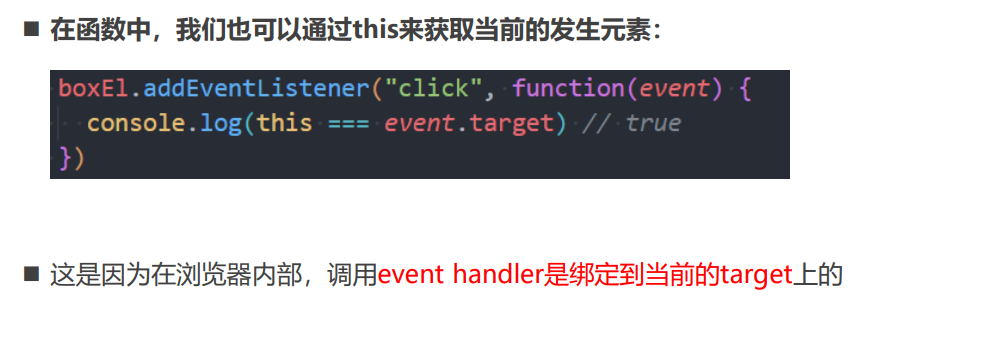 ■ 在函数中，我们也可以通过this来获取当前的发生元素：
boxEl.addEventListener("click", function(event) {
  console.log(this === event.target) // true
})
■ 这是因为在浏览器内部，调用event handler是绑定到当前的target上的